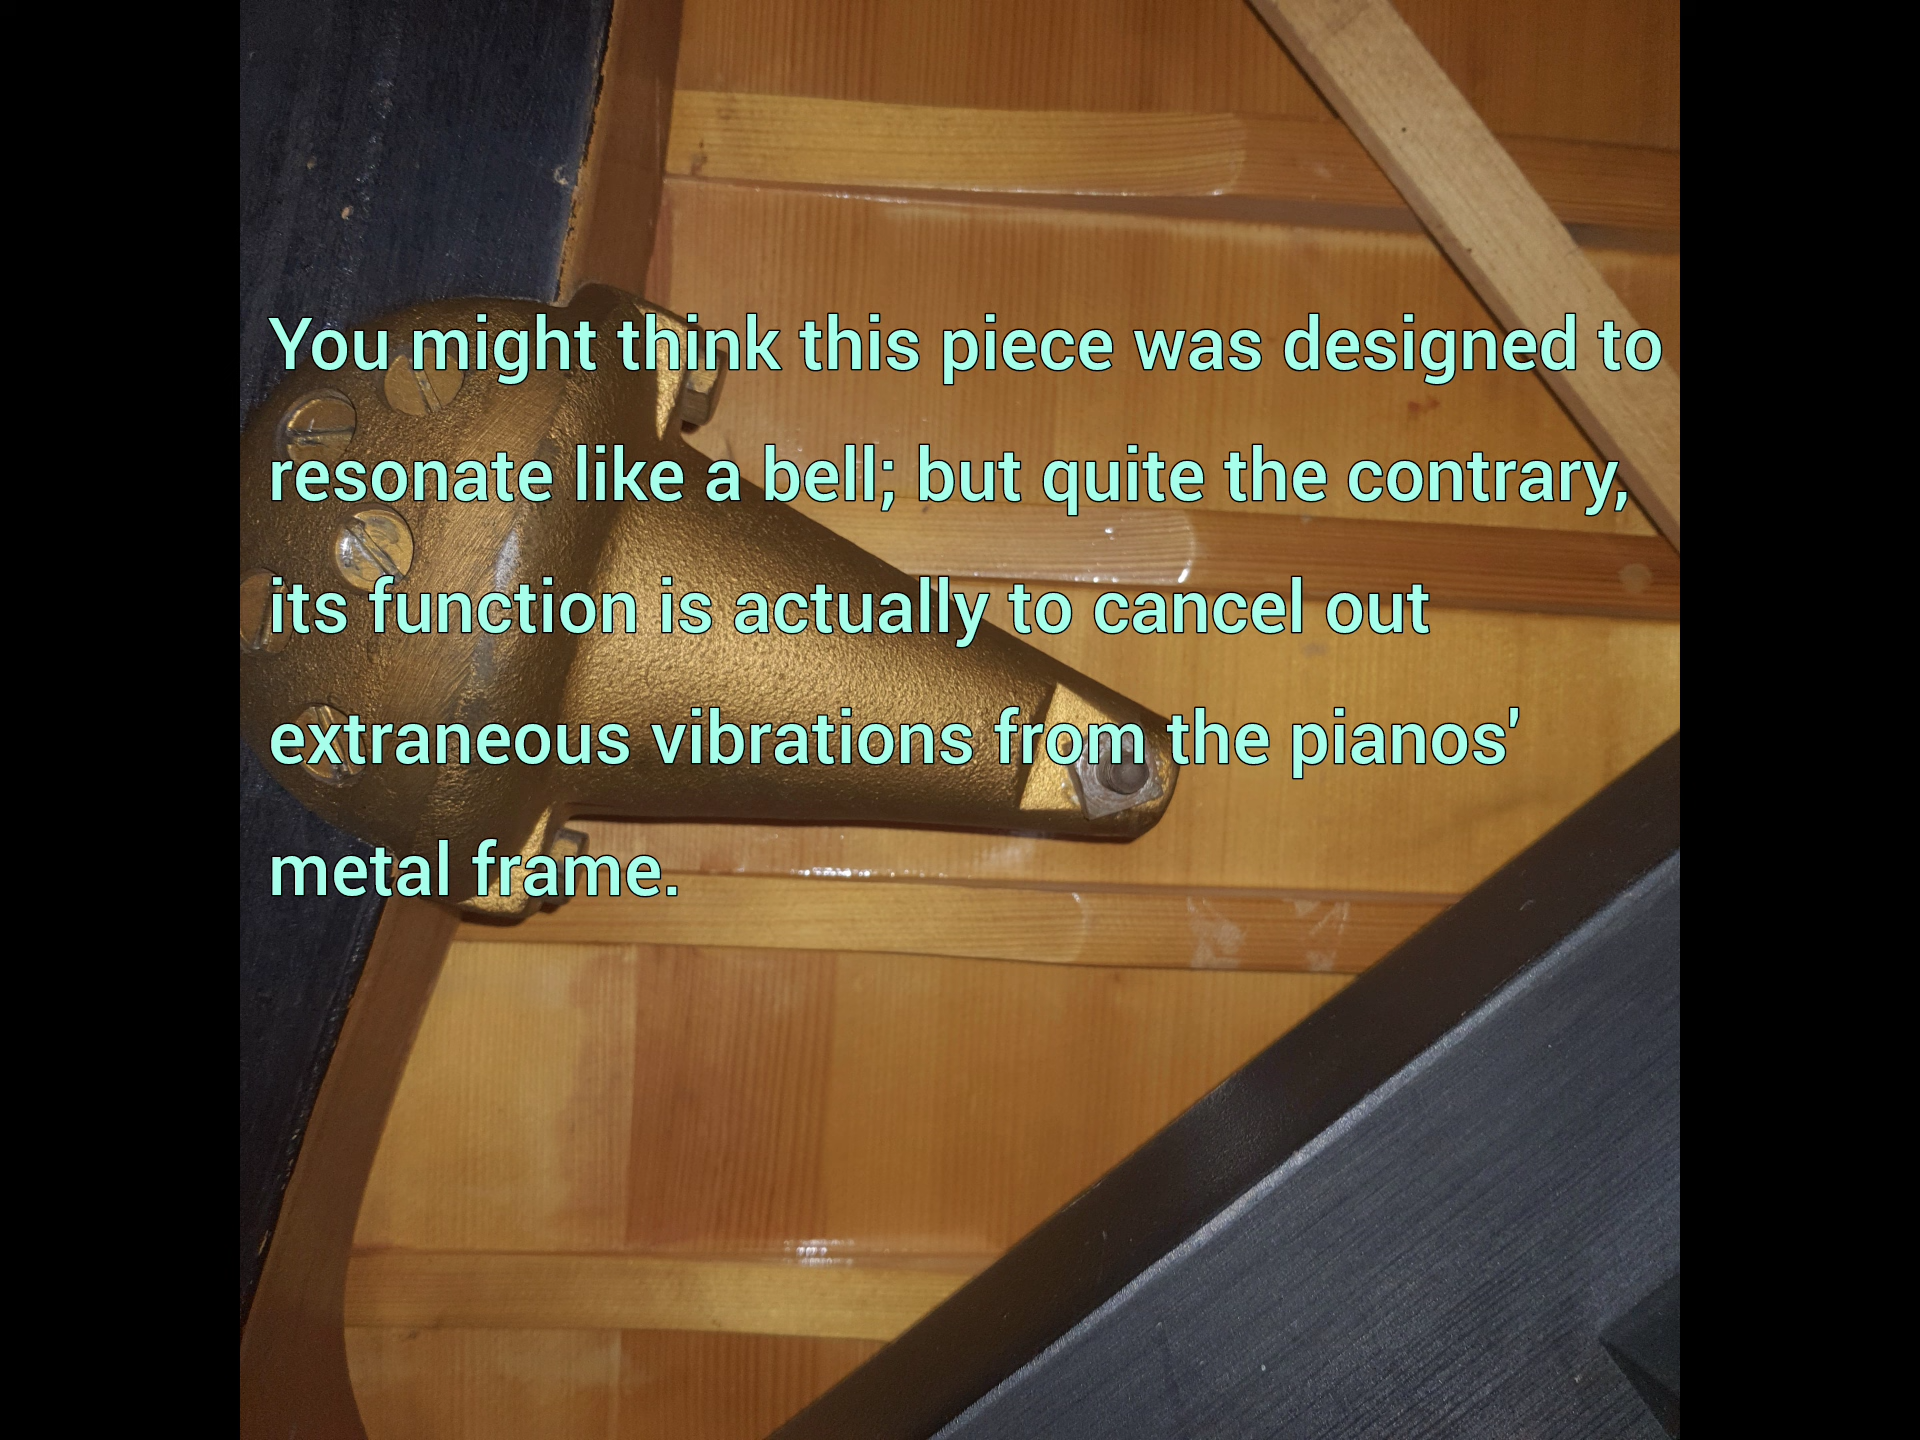 You might think this piece was designed to
resonate like a bell; but quite the contrary,
its function is actually to cancel out
extraneous vibrations from the pianos'
metal frame.